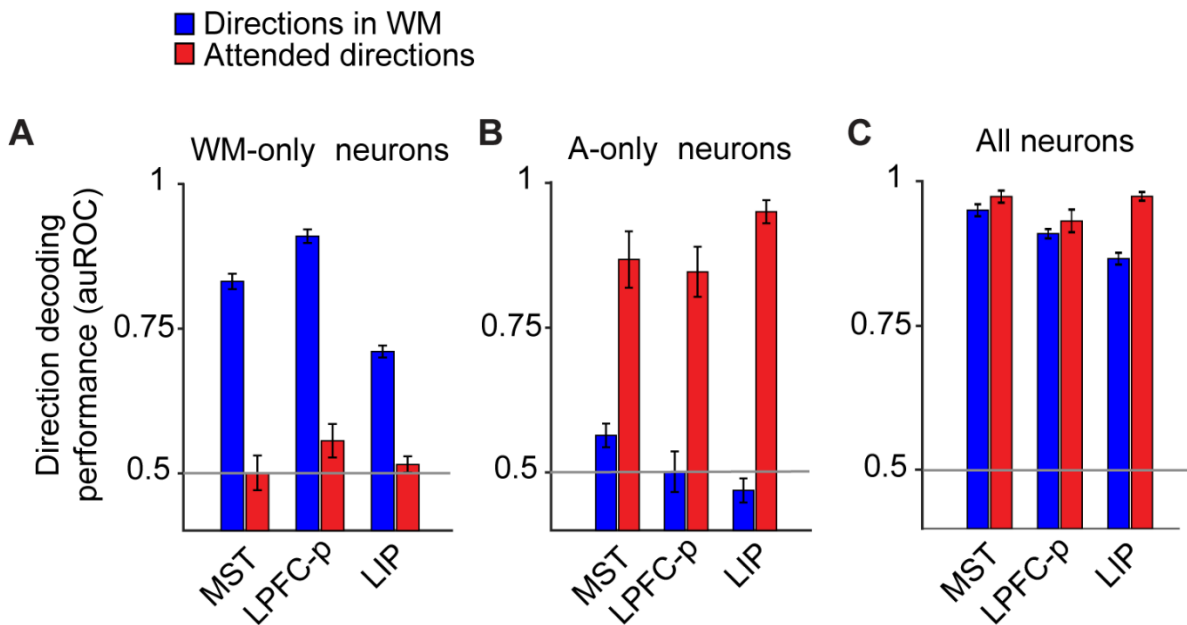 Directions in WM
Attended directions
A
WM-only neurons
B
A-only neurons
C
All neurons
Direction decoding
performance (auROC)
1
0.75
0.5
MST
LPFC-p
LIP
1
0.75
0.5
MST
LPFC-p
LIP
1
0.75
0.5
MST
LPFC-p
LIP